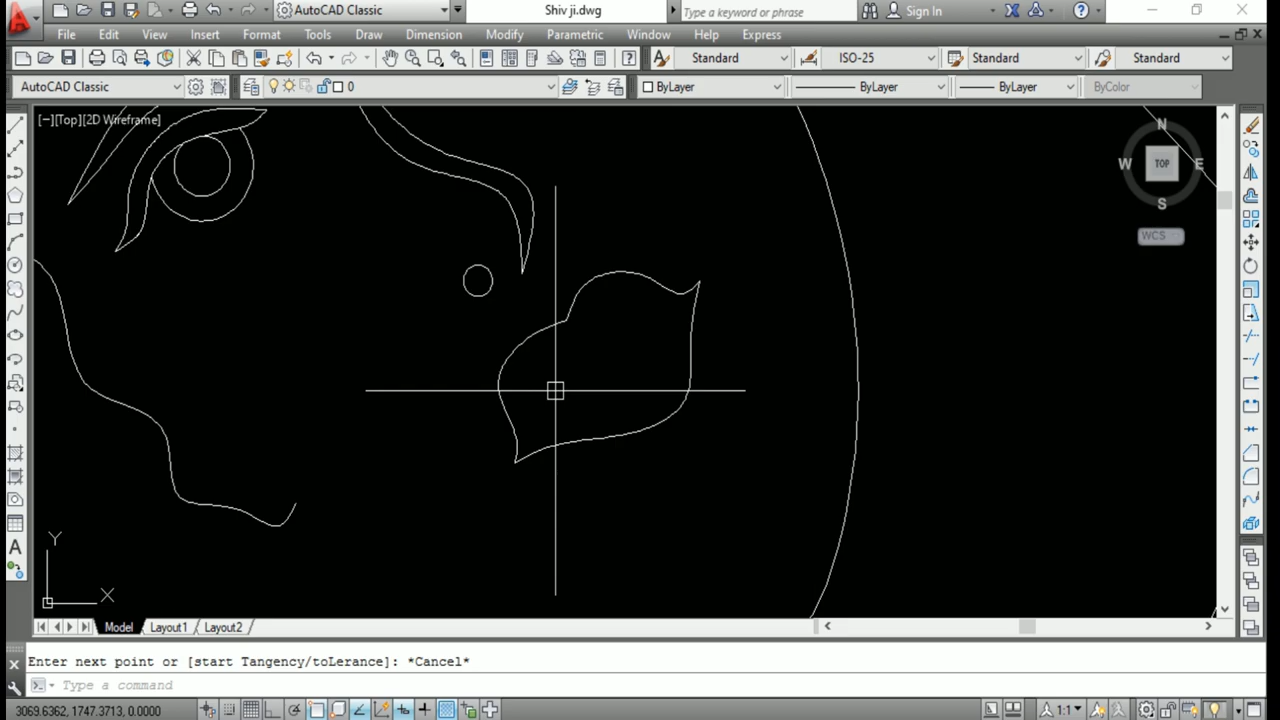 AutoCAD Classic Shiv ji.dwg Type a keyword or phrase Sign In
File Edit View Insert Format Tools Draw Dimension Modify Parametric Window Help Express
Standard ISO-25 Standard Standard
AutoCAD Classic 0 ByLayer ByLayer ByLayer ByColor
[−][Top][2D Wireframe]
N
W TOP E
S
WCS
Y
X
Model Layout1 Layout2
Enter next point or [start Tangency/toLerance]: *Cancel*
Type a command
3069.6362, 1747.3713, 0.0000 1:1